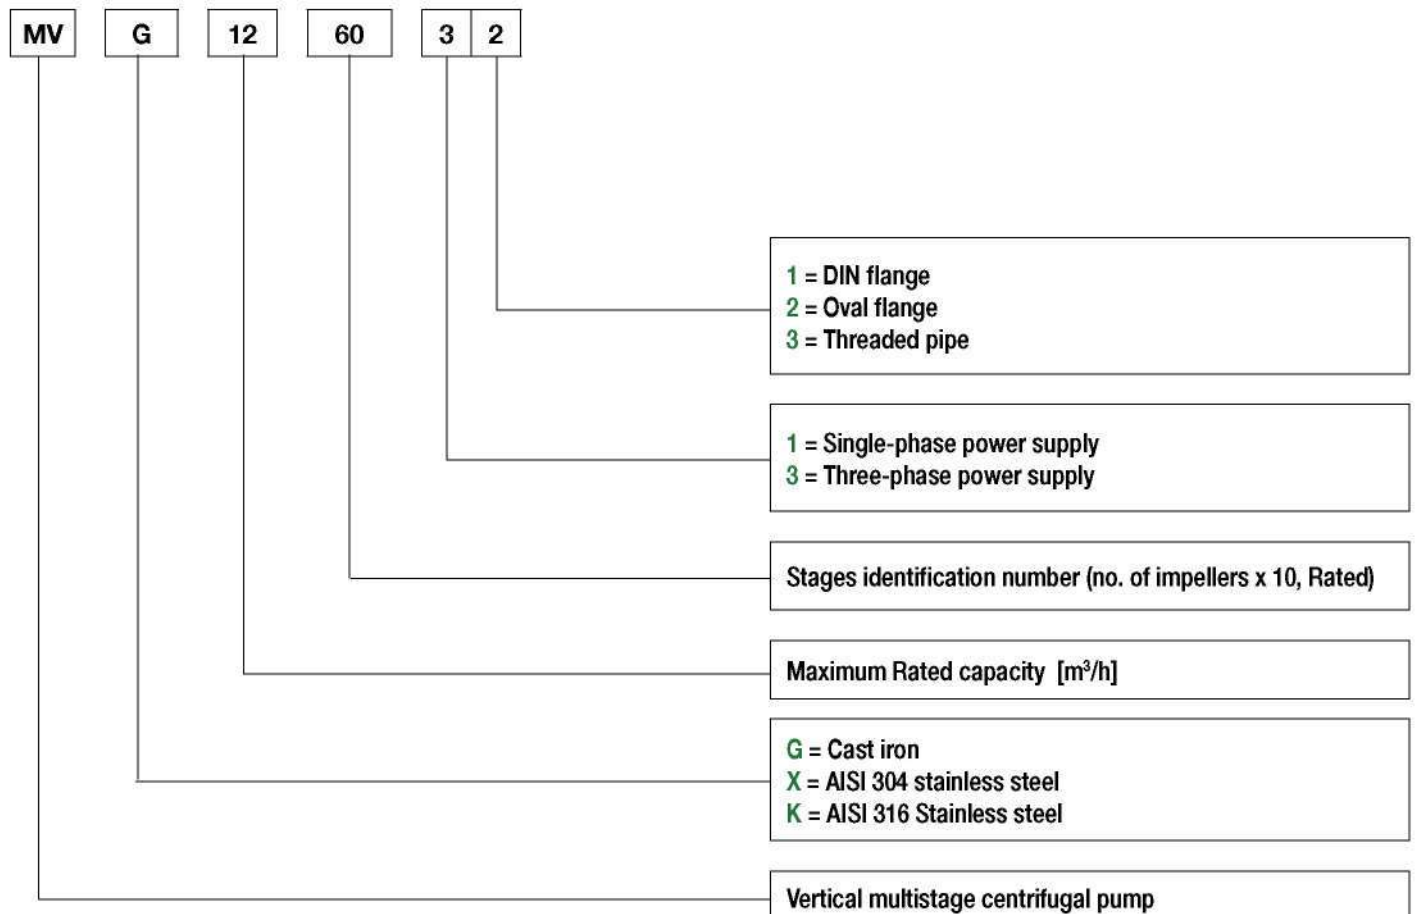 MV G 12 60 3 2
1 = DIN flange
2 = Oval flange
3 = Threaded pipe
1 = Single-phase power supply
3 = Three-phase power supply
Stages identification number (no. of impellers x 10, Rated)
Maximum Rated capacity [m³/h]
G = Cast iron
X = AISI 304 stainless steel
K = AISI 316 Stainless steel
Vertical multistage centrifugal pump